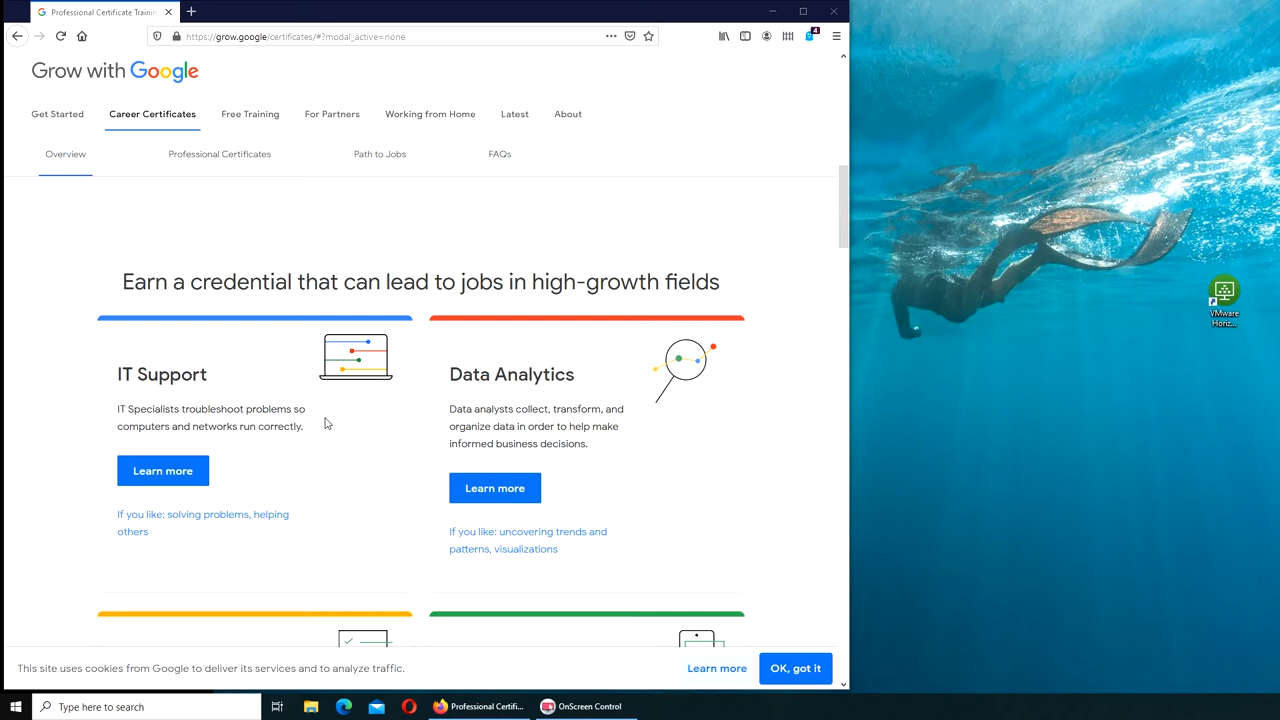 Professional Certificate Trainin
https://grow.google/certificates/#?modal_active=none
4
Grow with Google
Get Started
Career Certificates
Free Training
For Partners
Working from Home
Latest
About
Overview
Professional Certificates
Path to Jobs
FAQs
Earn a credential that can lead to jobs in high-growth fields
IT Support
IT Specialists troubleshoot problems so
computers and networks run correctly.
Learn more
If you like: solving problems, helping
others
Data Analytics
Data analysts collect, transform, and
organize data in order to help make
informed business decisions.
Learn more
If you like: uncovering trends and
patterns, visualizations
This site uses cookies from Google to deliver its services and to analyze traffic.
Learn more
OK, got it
VMware
Horiz...
Type here to search
Professional Certifi...
OnScreen Control